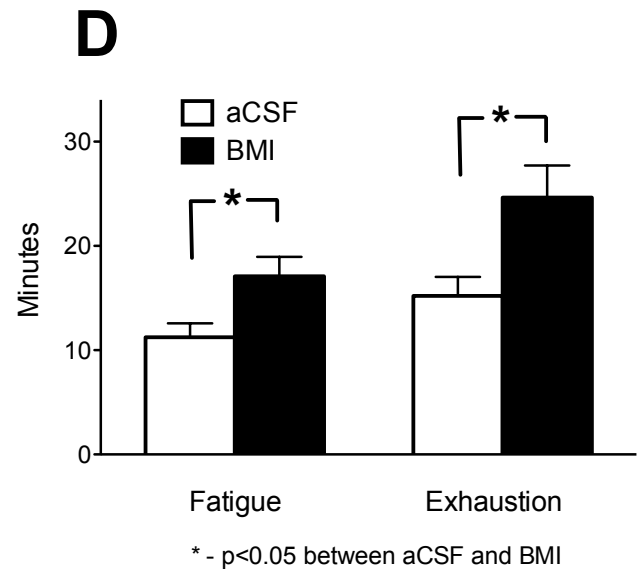 D
aCSF
BMI
*
*
Minutes
30
20
10
0
Fatigue
Exhaustion
* - p<0.05 between aCSF and BMI